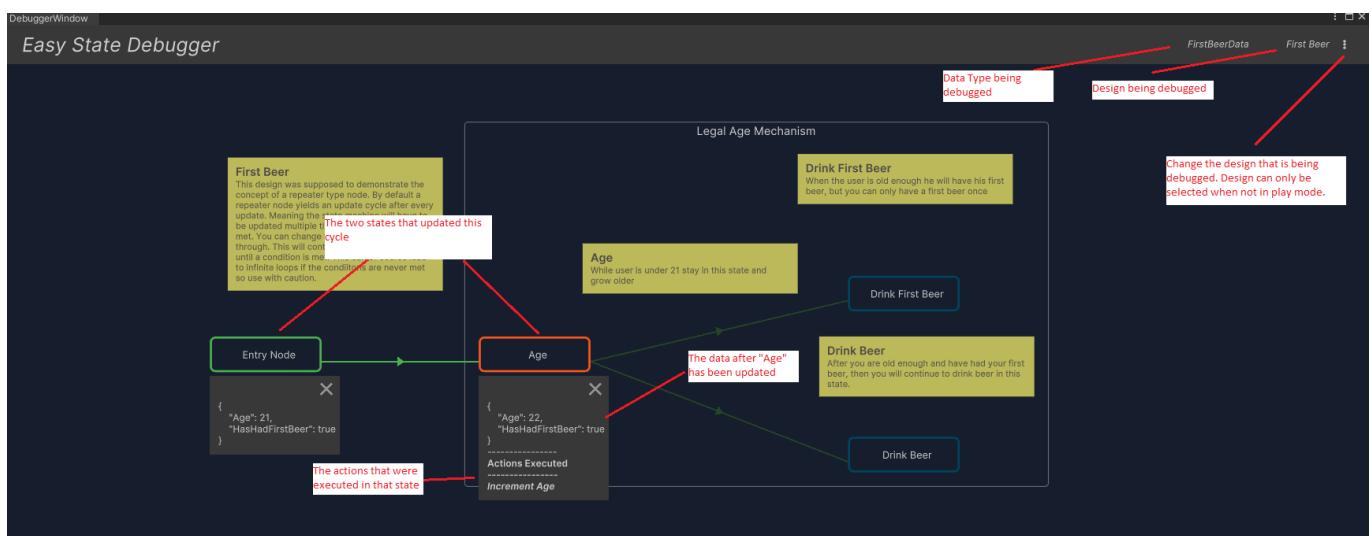 DebuggerWindow
Easy State Debugger
FirstBeerData
First Beer
Data Type being
debugged
Design being debugged
Change the design that is being
debugged. Design can only be
selected when not in play mode.
Legal Age Mechanism
First Beer
This design was supposed to demonstrate the
concept of a repeater type node. By default a
repeater node yields an update cycle after every
update. Meaning the state machine will have to
be updated multiple ti
met. You can change
through. This will cont
until a condition is me
to infinite loops if the conditons are never met
so use with caution.
The two states that updated this
cycle
Drink First Beer
When the user is old enough he will have his first
beer, but you can only have a first beer once
Age
While user is under 21 stay in this state and
grow older
Drink First Beer
Entry Node
Age
The data after "Age"
has been updated
Drink Beer
After you are old enough and have had your first
beer, then you will continue to drink beer in this
state.
{
"Age": 21,
"HasHadFirstBeer": true
}
{
"Age": 22,
"HasHadFirstBeer": true
}
----------------
Actions Executed
----------------
Increment Age
The actions that were
executed in that state
Drink Beer